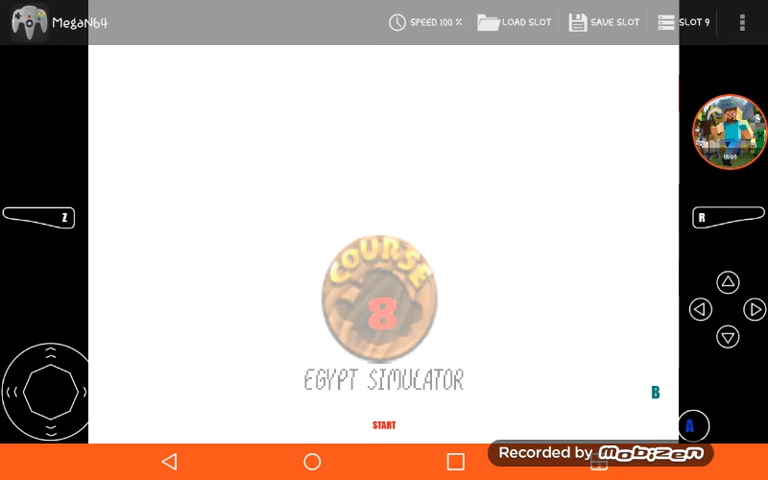 MegaN64
SPEED 100 %
LOAD SLOT
SAVE SLOT
SLOT 9
Z
R
COURSE
8
EGYPT SIMULATOR
B
START
A
Recorded by mobizen